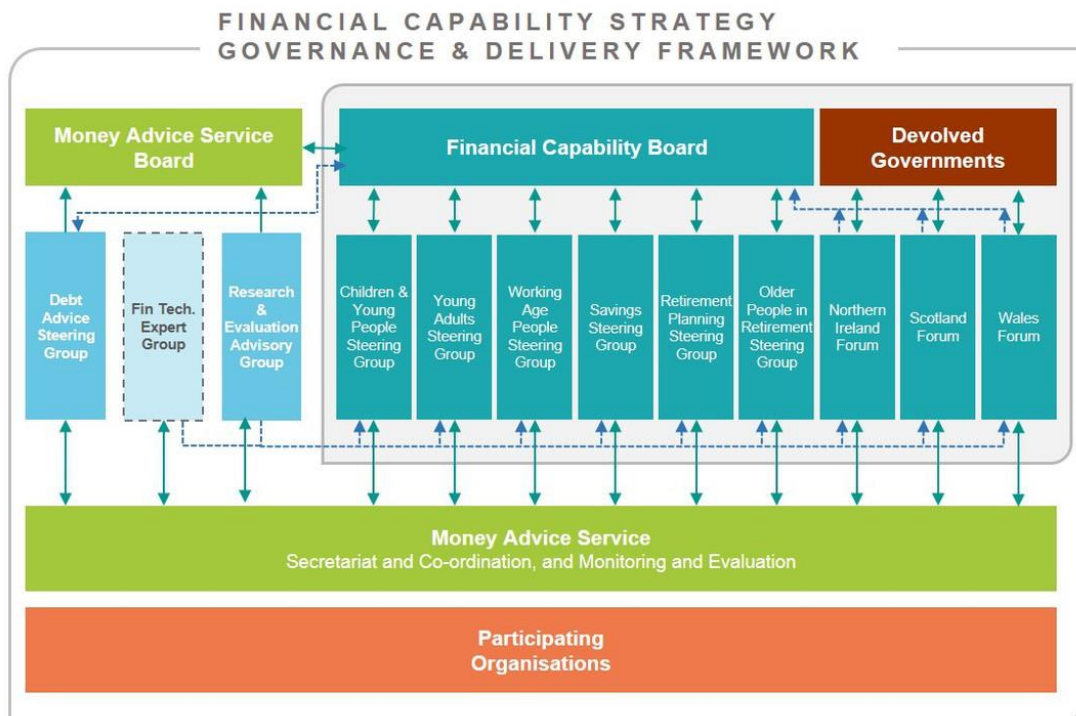 FINANCIAL CAPABILITY STRATEGY
GOVERNANCE & DELIVERY FRAMEWORK
Money Advice Service
Board
Financial Capability Board
Devolved
Governments
Debt
Advice
Steering
Group
Fin Tech.
Expert
Group
Research
&
Evaluation
Advisory
Group
Children &
Young
People
Steering
Group
Young
Adults
Steering
Group
Working
Age
People
Steering
Group
Savings
Steering
Group
Retirement
Planning
Steering
Group
Older
People in
Retirement
Steering
Group
Northern
Ireland
Forum
Scotland
Forum
Wales
Forum
Money Advice Service
Secretariat and Co-ordination, and Monitoring and Evaluation
Participating
Organisations